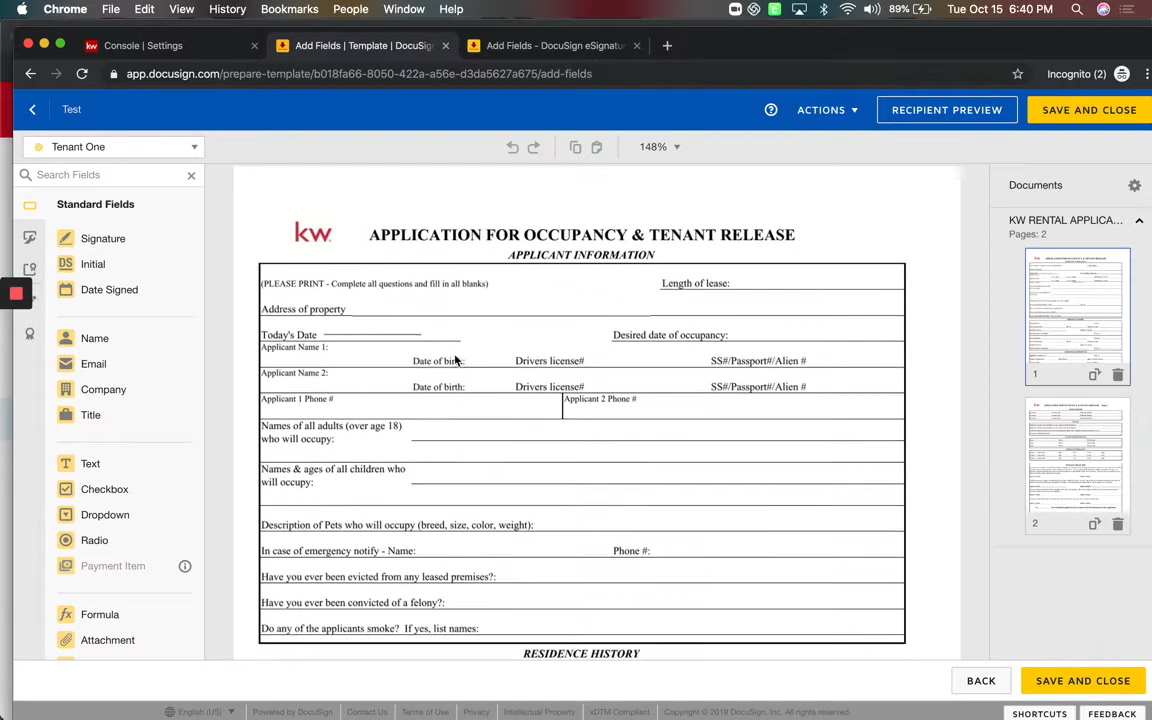 Chrome File Edit View History Bookmarks People Window Help 89% Tue Oct 15 6:40 PM
kw Console | Settings Add Fields | Template | DocuSig Add Fields - DocuSign eSignatur
app.docusign.com/prepare-template/b018fa66-8050-422a-a56e-d3da5627a675/add-fields Incognito (2)
Test ACTIONS RECIPIENT PREVIEW SAVE AND CLOSE
Tenant One 148%
Search Fields
Documents
Standard Fields
KW RENTAL APPLICA...
Pages: 2
Signature
DS Initial
Date Signed
Name
Email
Company
Title
T Text
Checkbox
Dropdown
Radio
Payment Item
fx Formula
Attachment
kw. APPLICATION FOR OCCUPANCY & TENANT RELEASE
APPLICANT INFORMATION
(PLEASE PRINT - Complete all questions and fill in all blanks) Length of lease:
Address of property
Today's Date Desired date of occupancy:
Applicant Name 1:
Date of birth: Drivers license# SS#/Passport#/Alien #
Applicant Name 2:
Date of birth: Drivers license# SS#/Passport#/Alien #
Applicant 1 Phone # Applicant 2 Phone #
Names of all adults (over age 18)
who will occupy:
Names & ages of all children who
will occupy:
Description of Pets who will occupy (breed, size, color, weight):
In case of emergency notify - Name: Phone #:
Have you ever been evicted from any leased premises?:
Have you ever been convicted of a felony?:
Do any of the applicants smoke? If yes, list names:
RESIDENCE HISTORY
1
2
BACK SAVE AND CLOSE
English (US) Powered by DocuSign Contact Us Terms of Use Privacy Intellectual Property xDTM Compliant Copyright © 2019 DocuSign Inc. All rights reserved.
SHORTCUTS FEEDBACK